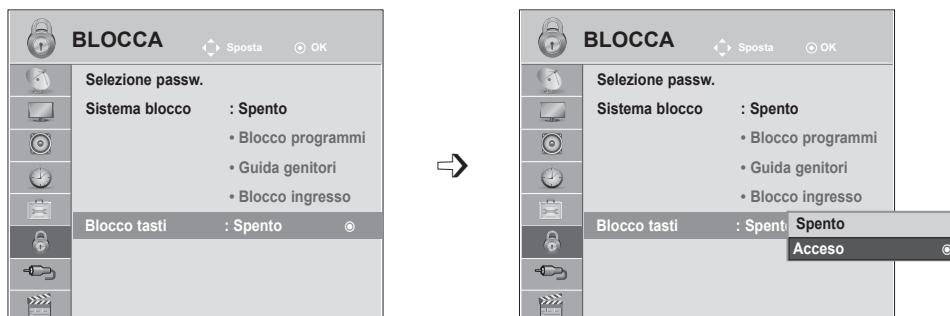 BLOCCA Sposta OK
Selezione passw.
Sistema blocco : Spento
• Blocco programmi
• Guida genitori
• Blocco ingresso
Blocco tasti : Spento
BLOCCA Sposta OK
Selezione passw.
Sistema blocco : Spento
• Blocco programmi
• Guida genitori
• Blocco ingresso
Blocco tasti : Spent Spento
Acceso